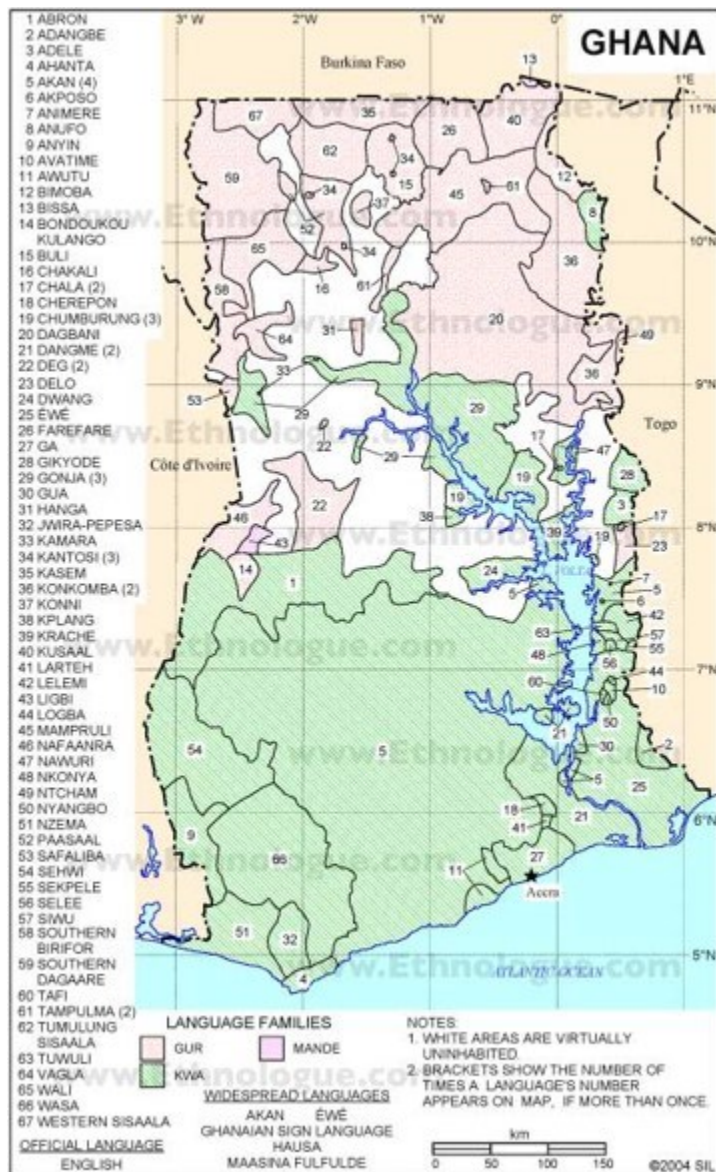 GHANA
1 ABRON
2 ADANGBE
3 ADELE
4 AHANTA
5 AKAN (4)
6 AKPOSO
7 ANIMERE
8 ANUFO
9 ANYIN
10 AVATIME
11 AWUTU
12 BIMOBA
13 BISSA
14 BONDOUKOU
KULANGO
15 BULI
16 CHAKALI
17 CHALA (2)
18 CHEREPON
19 CHUMBURUNG (3)
20 DAGBANI
21 DANGME (2)
22 DEG (2)
23 DELO
24 DWANG
25 ÉWÉ
26 FAREFARE
27 GA
28 GIKYODE
29 GONJA (3)
30 GUA
31 HANGA
32 JWIRA-PEPESA
33 KAMARA
34 KANTOSI (3)
35 KASEM
36 KONKOMBA (2)
37 KONNI
38 KPLANG
39 KRACHE
40 KUSAAL
41 LARTEH
42 LELEMI
43 LIGBI
44 LOGBA
45 MAMPRULI
46 NAFAANRA
47 NAWURI
48 NKONYA
49 NTCHAM
50 NYANGBO
51 NZEMA
52 PAASAAL
53 SAFALIBA
54 SEHWI
55 SEKPELE
56 SELEE
57 SIWU
58 SOUTHERN
BIRIFOR
59 SOUTHERN
DAGAARE
60 TAFI
61 TAMPULMA (2)
62 TUMULUNG
SISAALA
63 TUWULI
64 VAGLA
65 WALI
66 WASA
67 WESTERN SISAALA
OFFICIAL LANGUAGE
ENGLISH
3° W
2°W
1°W
0°
1°E
11°N
10°N
9°N
8°N
7°N
6°N
5°N
Burkina Faso
Côte d'Ivoire
Togo
Accra
ATLANTIC OCEAN
www.Ethnologue.com
LANGUAGE FAMILIES
GUR
MANDE
KWA
WIDESPREAD LANGUAGES
AKAN ÉWÉ
GHANAIAN SIGN LANGUAGE
HAUSA
MAASINA FULFULDE
NOTES:
1. WHITE AREAS ARE VIRTUALLY
UNINHABITED.
2. BRACKETS SHOW THE NUMBER OF
TIMES A LANGUAGE'S NUMBER
APPEARS ON MAP, IF MORE THAN ONCE.
km
0 50 100 150
©2004 SIL